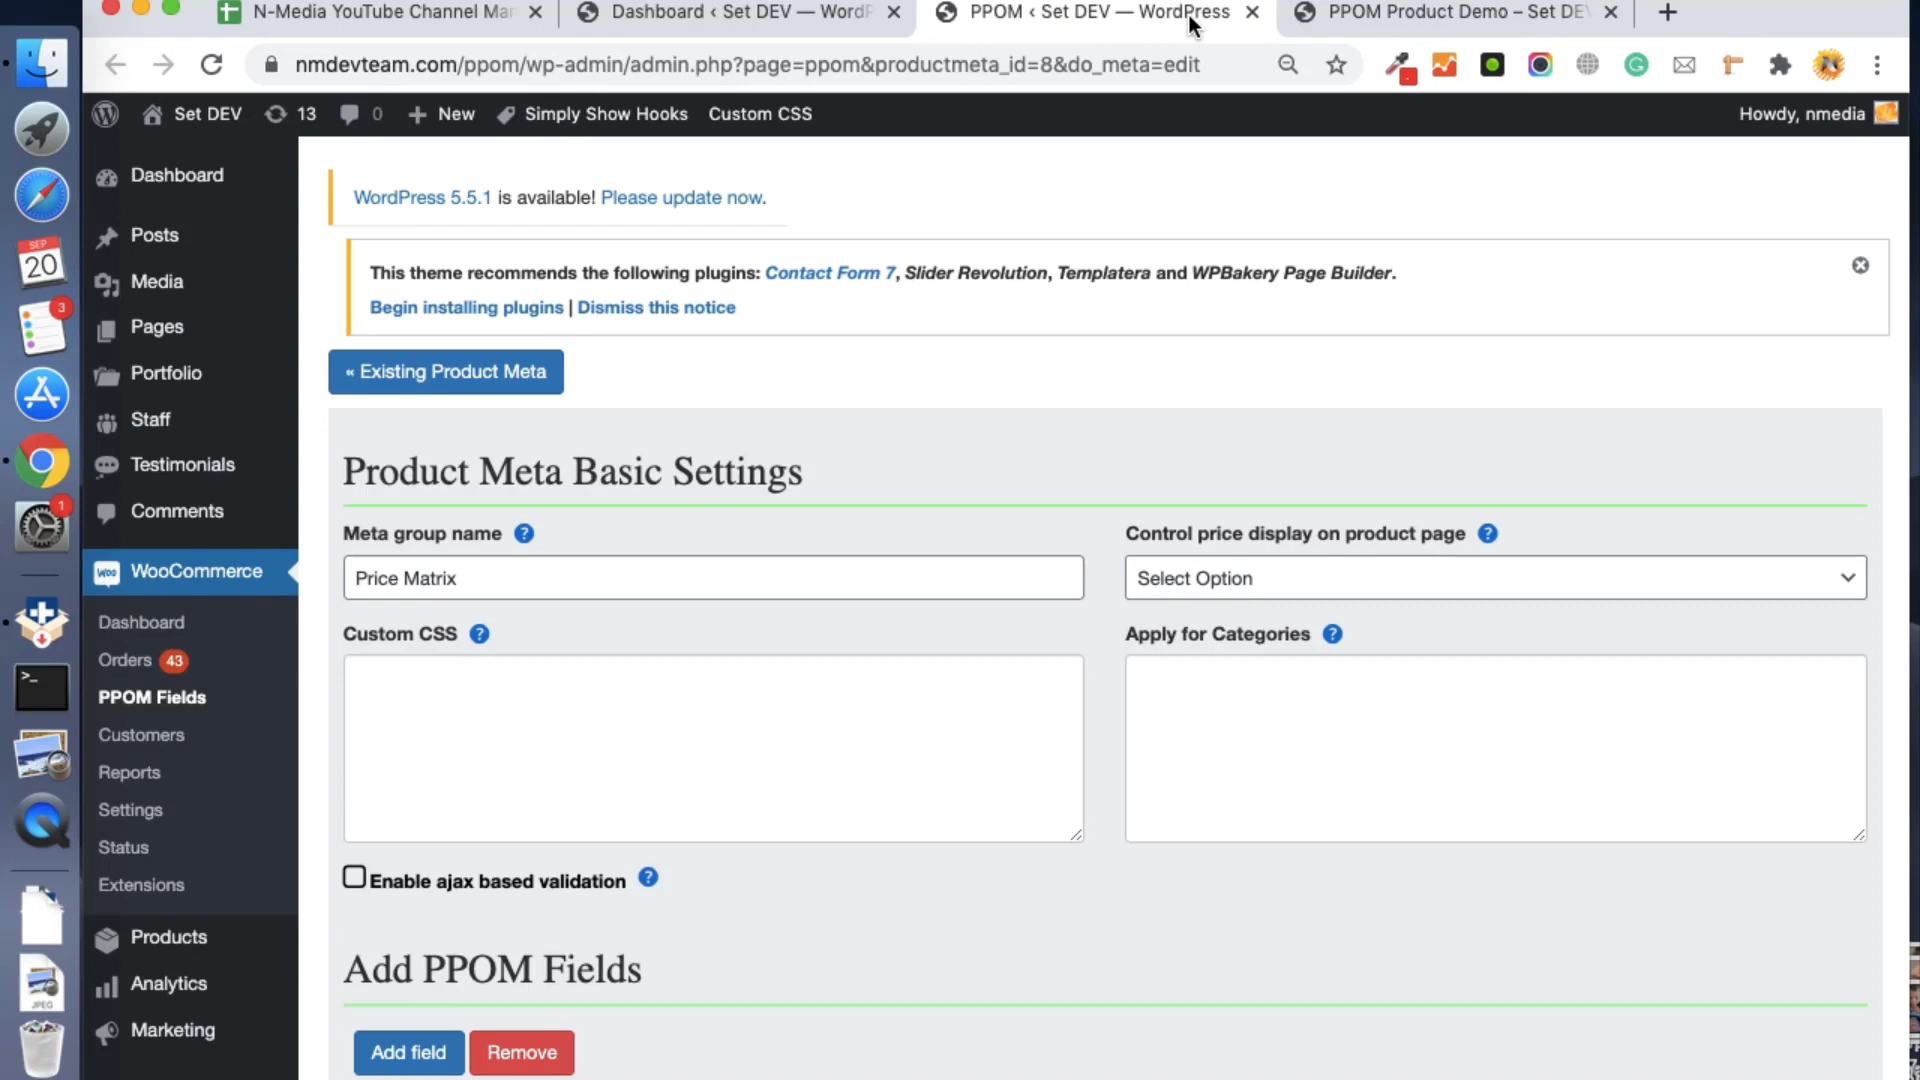 N-Media YouTube Channel Mar
Dashboard ‹ Set DEV — WordP
PPOM ‹ Set DEV — WordPress
PPOM Product Demo – Set DE
nmdevteam.com/ppom/wp-admin/admin.php?page=ppom&productmeta_id=8&do_meta=edit
Set DEV
13
0
New
Simply Show Hooks
Custom CSS
Howdy, nmedia
SEP
20
3
1
JPEG
Dashboard
Posts
Media
Pages
Portfolio
Staff
Testimonials
Comments
WooCommerce
Dashboard
Orders 43
PPOM Fields
Customers
Reports
Settings
Status
Extensions
Products
Analytics
Marketing
WordPress 5.5.1 is available! Please update now.
This theme recommends the following plugins: Contact Form 7, Slider Revolution, Templatera and WPBakery Page Builder.
Begin installing plugins | Dismiss this notice
« Existing Product Meta
Product Meta Basic Settings
Meta group name
Control price display on product page
Price Matrix
Select Option
Custom CSS
Apply for Categories
Enable ajax based validation
Add PPOM Fields
Add field
Remove